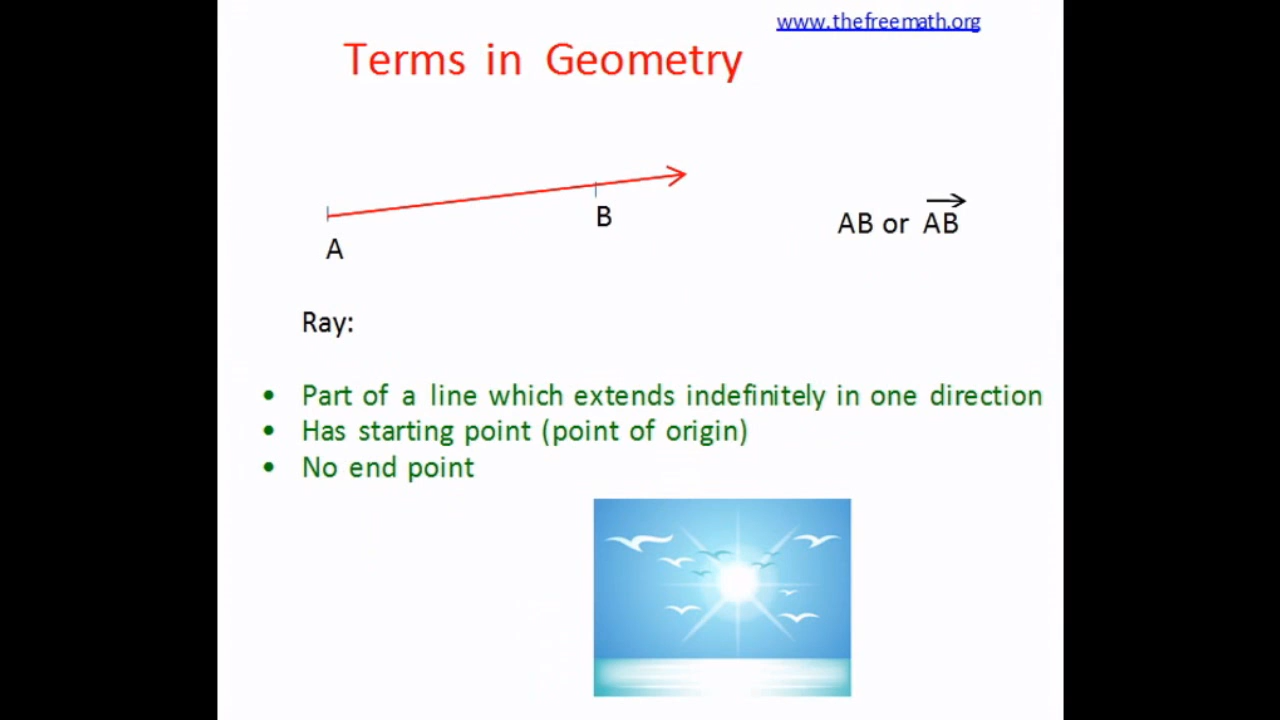 www.thefreemath.org
Terms in Geometry
B
AB or AB
A
Ray:
• Part of a line which extends indefinitely in one direction
• Has starting point (point of origin)
• No end point